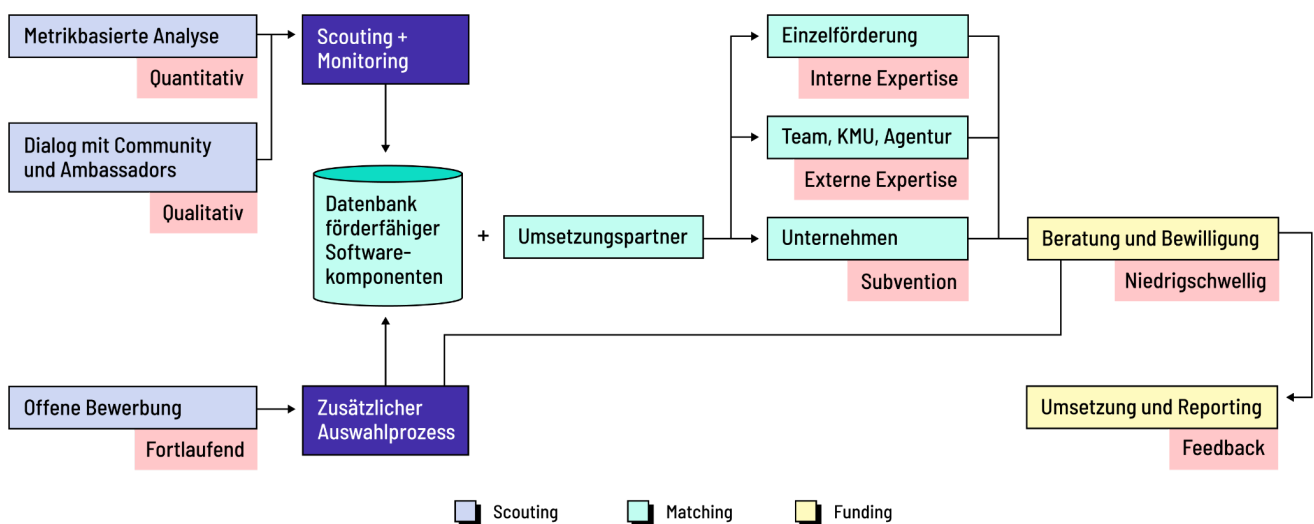 Metrikbasierte Analyse
Quantitativ
Dialog mit Community
und Ambassadors
Qualitativ
Offene Bewerbung
Fortlaufend
Scouting +
Monitoring
Datenbank
förderfähiger
Software-
komponenten
Zusätzlicher
Auswahlprozess
+
Umsetzungspartner
Einzelförderung
Interne Expertise
Team, KMU, Agentur
Externe Expertise
Unternehmen
Subvention
Beratung und Bewilligung
Niedrigschwellig
Umsetzung und Reporting
Feedback
Scouting
Matching
Funding